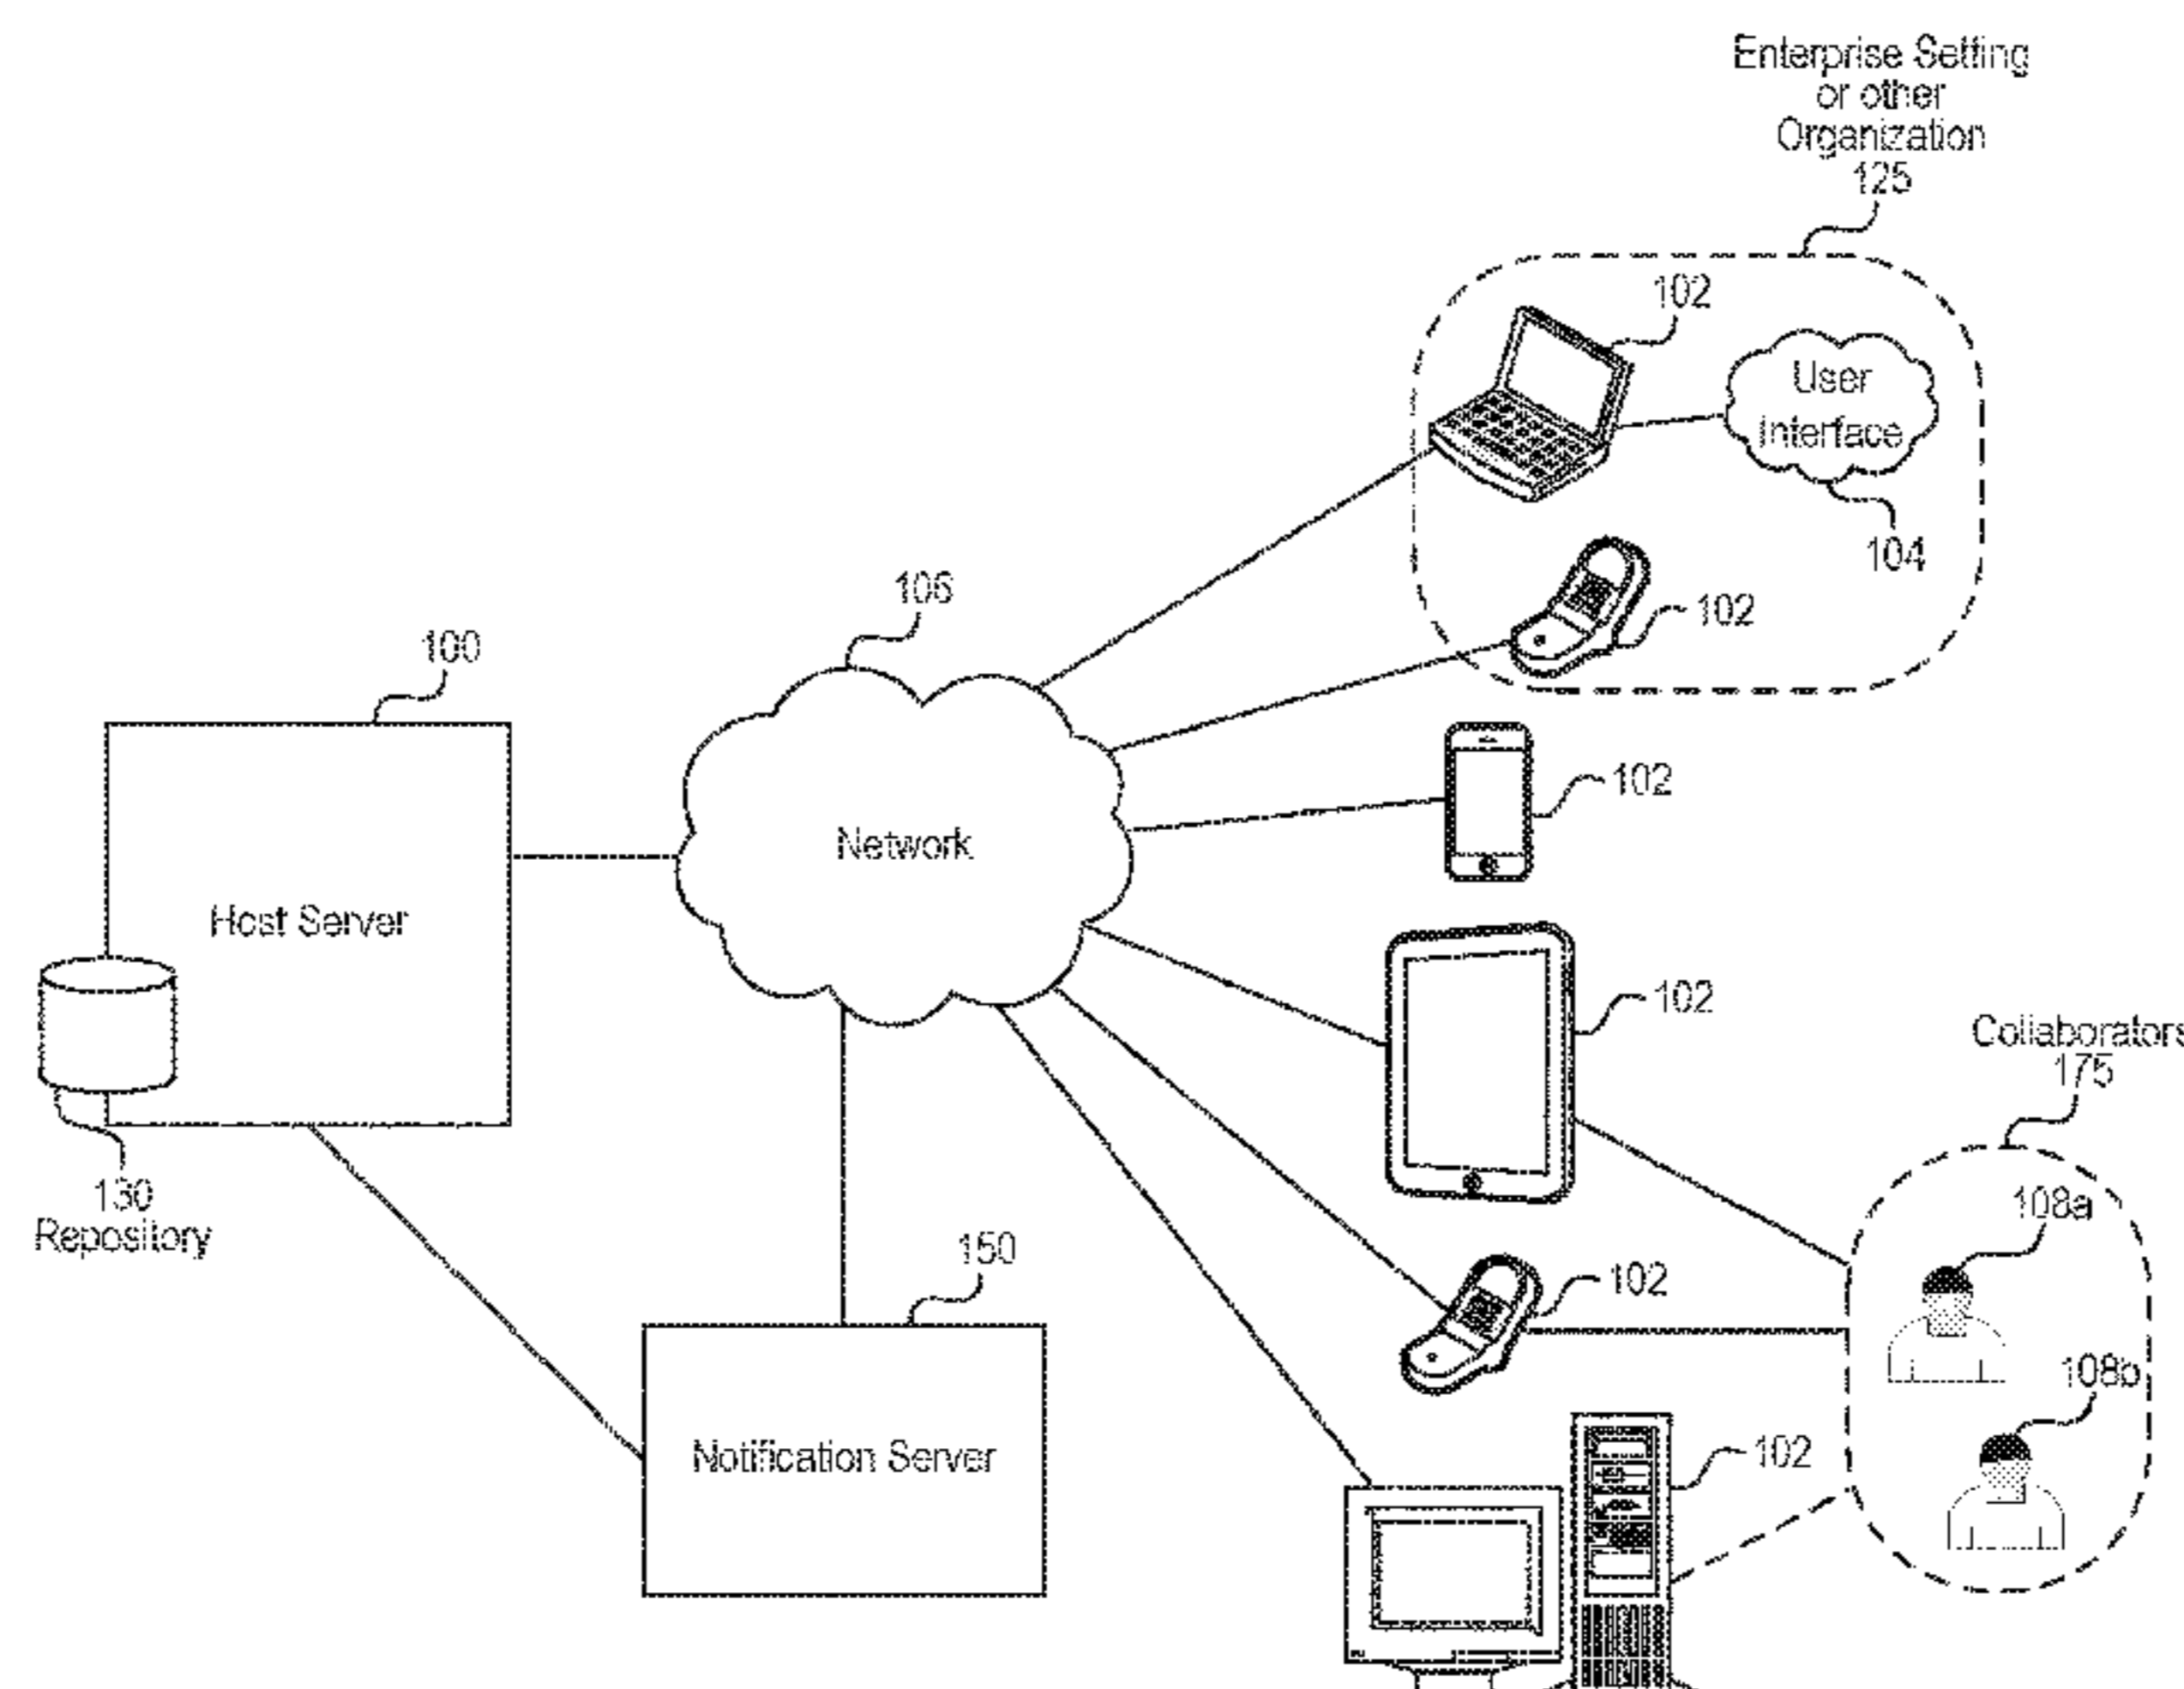 Enterprise Setting
or other
Organization
125
102
User
Interface
104
102
106
100
102
Network
Host Server
102
Collaborators
175
130
Repository
108a
150
102
108b
Notification Server
102